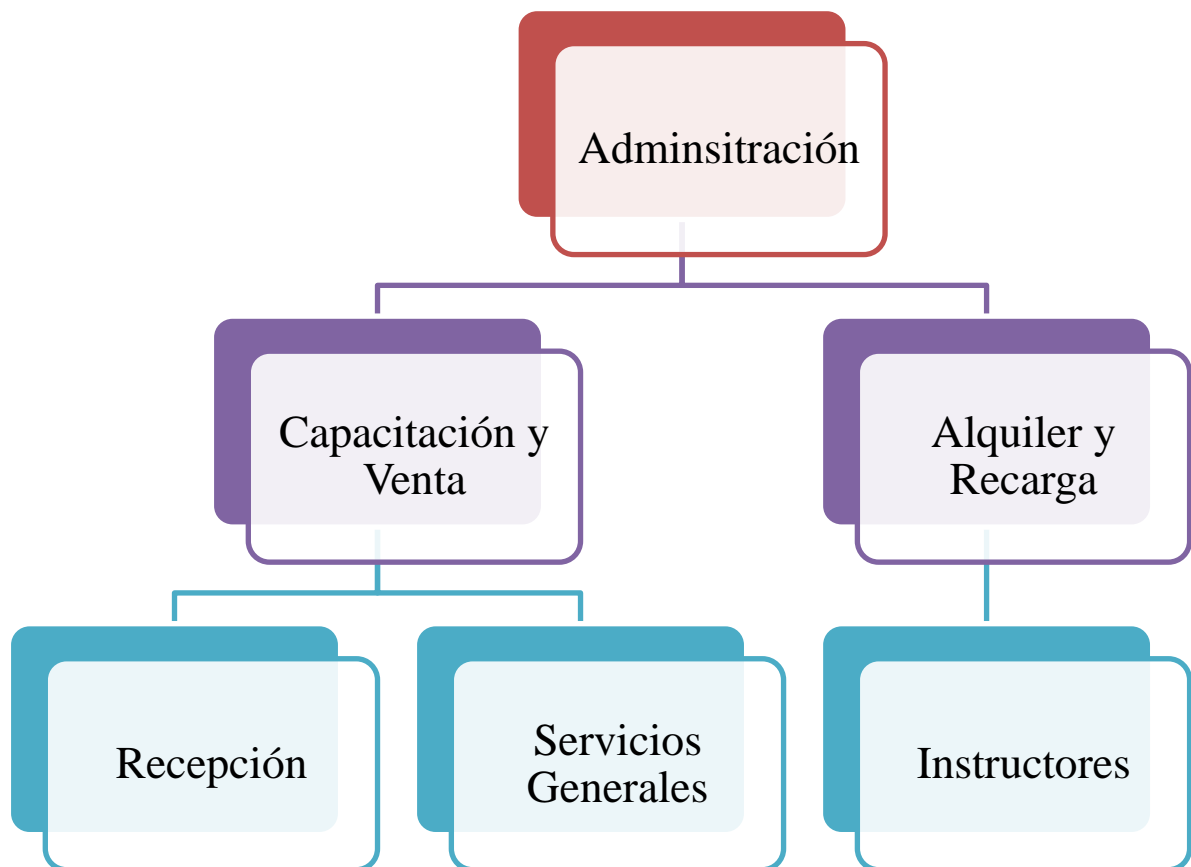 Adminsitración
Capacitación y
Venta
Alquiler y
Recarga
Recepción
Servicios
Generales
Instructores